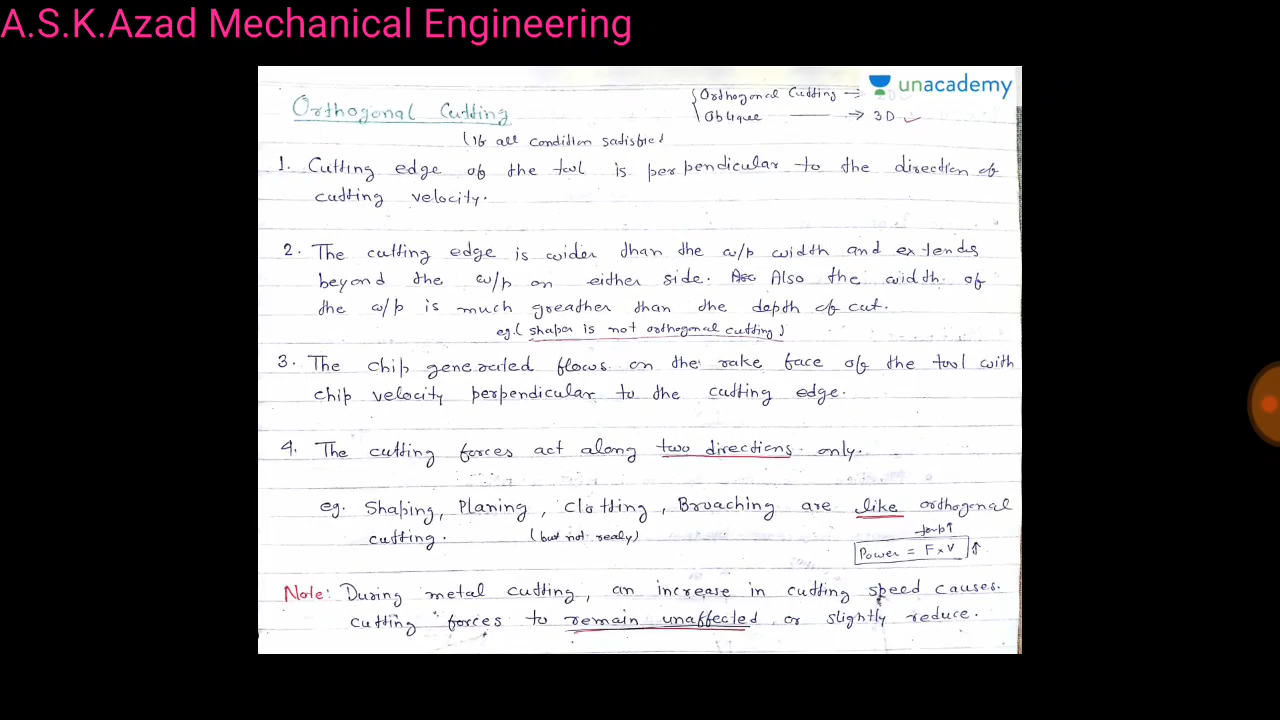 A.S.K.Azad Mechanical Engineering
unacademy
Orthogonal Cutting
Orthogonal Cutting →
Oblique → 3D ✓
(If all condition satisfied
1. Cutting edge of the tool is perpendicular to the direction of
cutting velocity.
2. The cutting edge is wider than the w/p width and extends
beyond the w/p on either side. Also the width of
the w/p is much greather than the depth of cut.
eg. (shaper is not orthogonal cutting)
3. The chip generated flows on the rake face of the tool with
chip velocity perpendicular to the cutting edge.
4. The cutting forces act along two directions only.
eg. Shaping, Planing, Clotting, Broaching are like orthogonal
cutting. (but not realy)
temp↑
Power = F x V ↑
Note: During metal cutting, an increase in cutting speed causes
cutting forces to remain unaffected or slightly reduce.